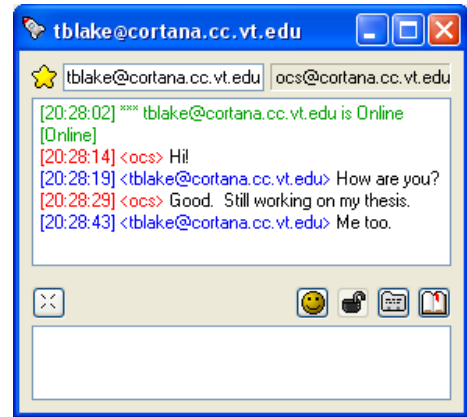 tblake@cortana.cc.vt.edu
tblake@cortana.cc.vt.edu ocs@cortana.cc.vt.edu
[20:28:02] *** tblake@cortana.cc.vt.edu is Online
[Online]
[20:28:14] <ocs> Hi!
[20:28:19] <tblake@cortana.cc.vt.edu> How are you?
[20:28:29] <ocs> Good.  Still working on my thesis.
[20:28:43] <tblake@cortana.cc.vt.edu> Me too.